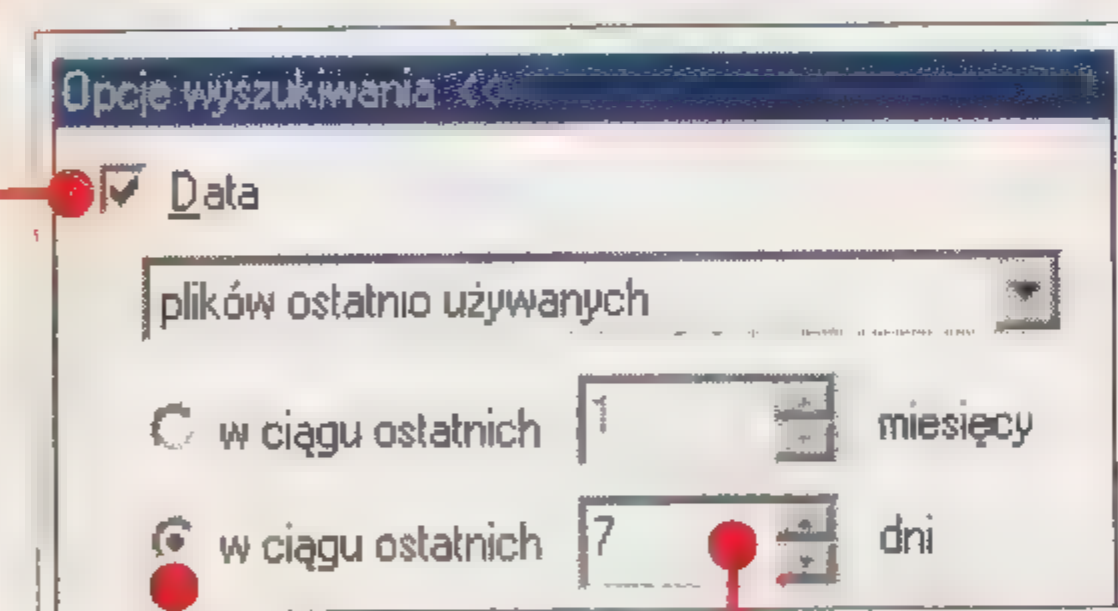 Opcje wyszukiwania <<
Data
plików ostatnio używanych
w ciągu ostatnich 1 miesięcy
w ciągu ostatnich 7 dni